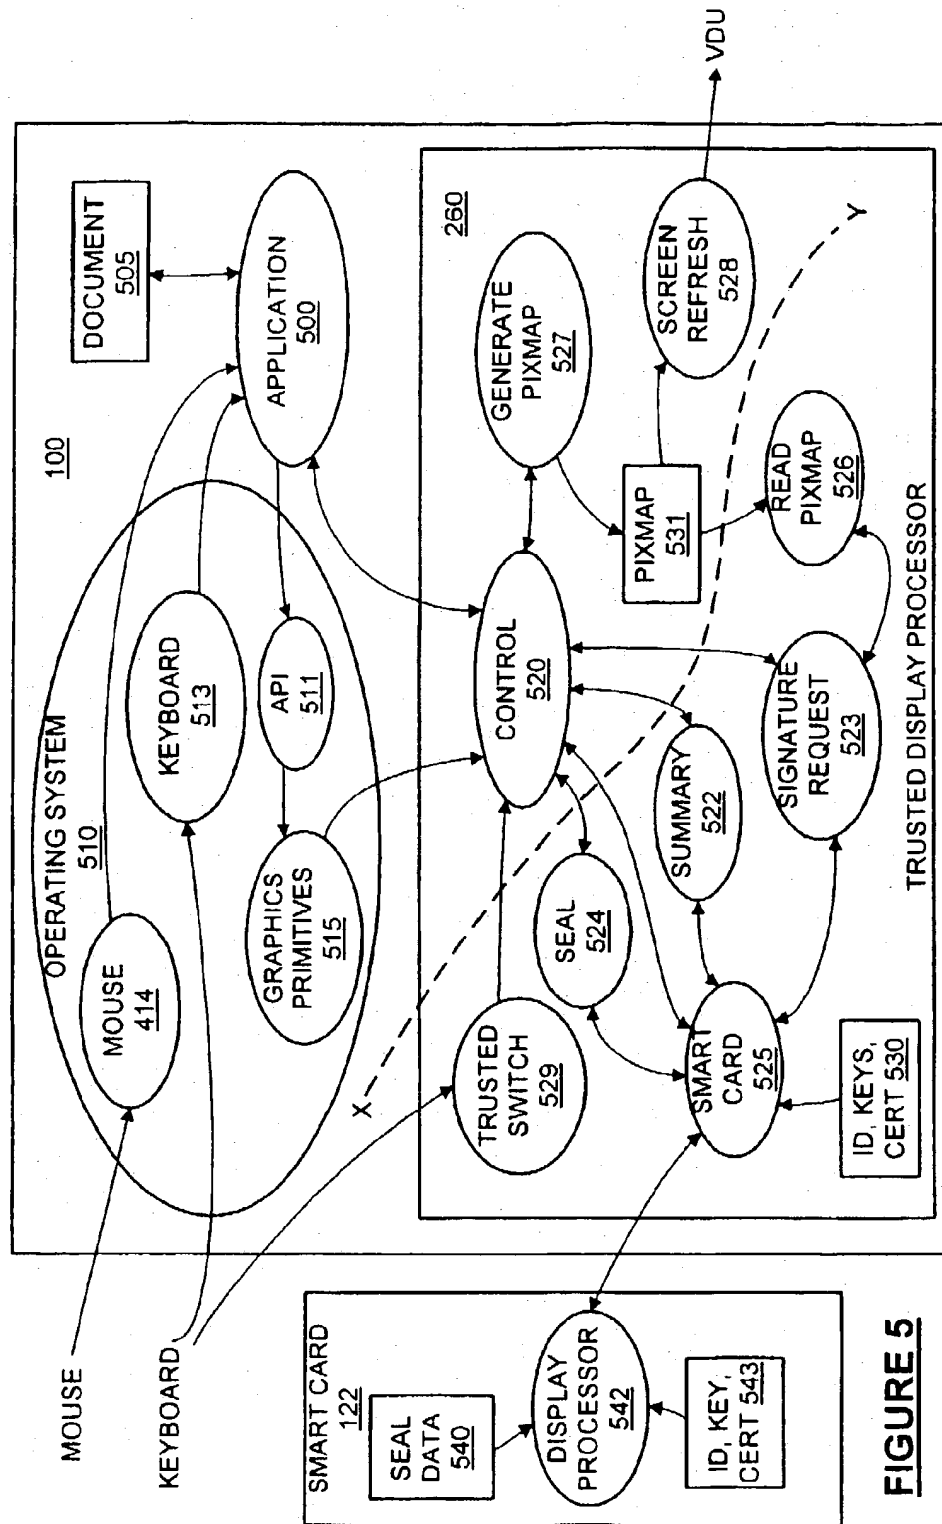 MOUSE
KEYBOARD
100
OPERATING SYSTEM
510
MOUSE
414
KEYBOARD
513
GRAPHICS
PRIMITIVES
515
API
511
APPLICATION
500
DOCUMENT
505
260
X
TRUSTED
SWITCH
529
SEAL
524
CONTROL
520
GENERATE
PIXMAP
527
PIXMAP
531
SCREEN
REFRESH
528
VDU
Y
SMART
CARD
525
SUMMARY
522
SIGNATURE
REQUEST
523
READ
PIXMAP
526
ID, KEYS,
CERT 530
TRUSTED DISPLAY PROCESSOR
SMART CARD
122
SEAL
DATA
540
DISPLAY
PROCESSOR
542
ID, KEY,
CERT 543
FIGURE 5